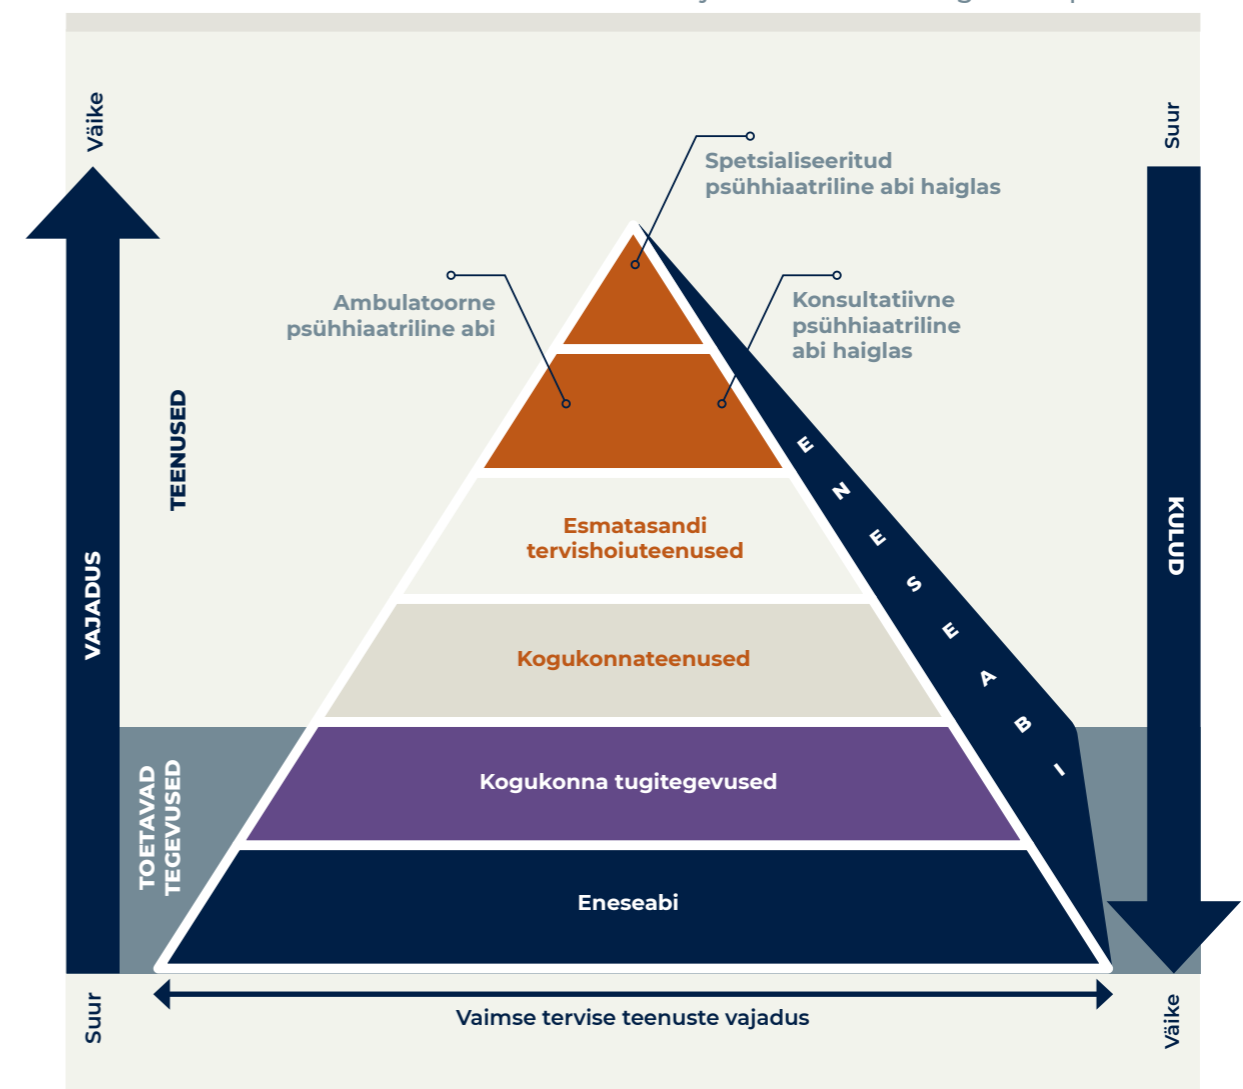 Väike
Suur
Spetsialiseeritud
psühhiaatriline abi haiglas
Ambulatoorne
psühhiaatriline abi
Konsultatiivne
psühhiaatriline
abi haiglas
TEENUSED
VAJADUS
KULUD
ENESEABI
Esmatasandi
tervishoiuteenused
Kogukonnateenused
TOETAVAD
TEGEVUSED
Kogukonna tugitegevused
Eneseabi
Suur
Väike
Vaimse tervise teenuste vajadus